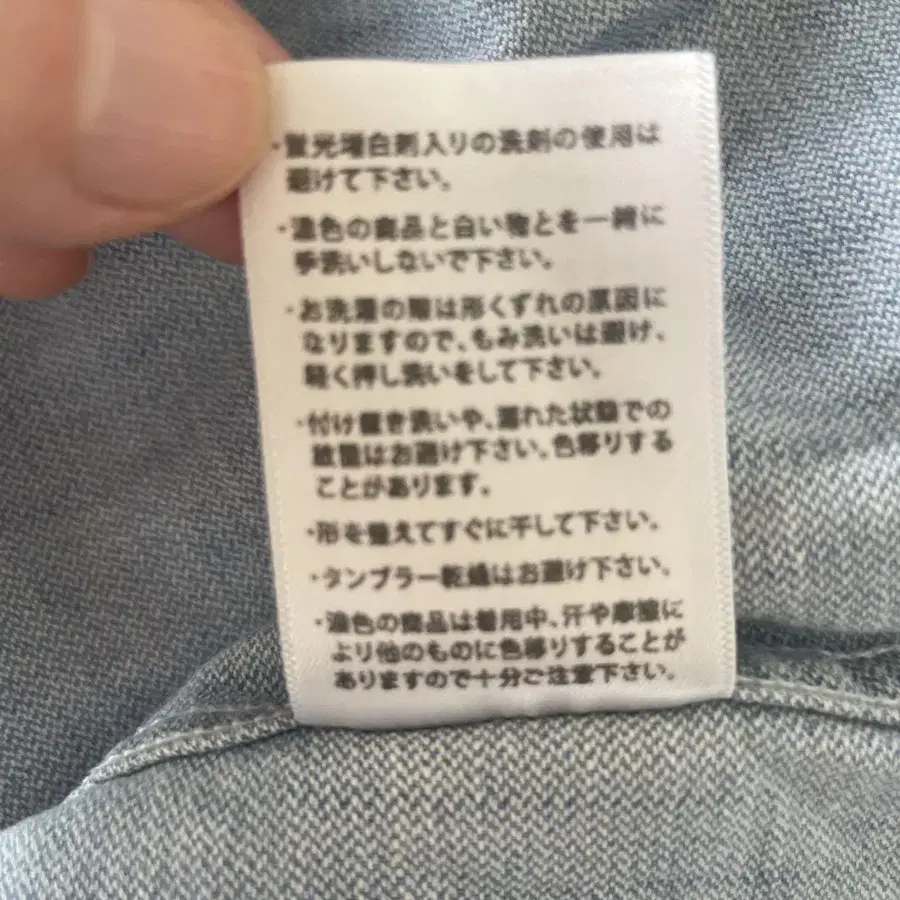 ・蛍光増白剤入りの洗剤の使用は
避けて下さい。
・濃色の商品と白い物とを一緒に
手洗いしないで下さい。
・お洗濯の際は形くずれの原因に
なりますので、もみ洗いは避け、
軽く押し洗いをして下さい。
・付け置き洗いや、濡れた状態での
放置はお避け下さい。色移りする
ことがあります。
・形を整えてすぐに干して下さい。
・タンブラー乾燥はお避け下さい。
・濃色の商品は着用中、汗や摩擦に
より他のものに色移りすることが
ありますので十分ご注意下さい。